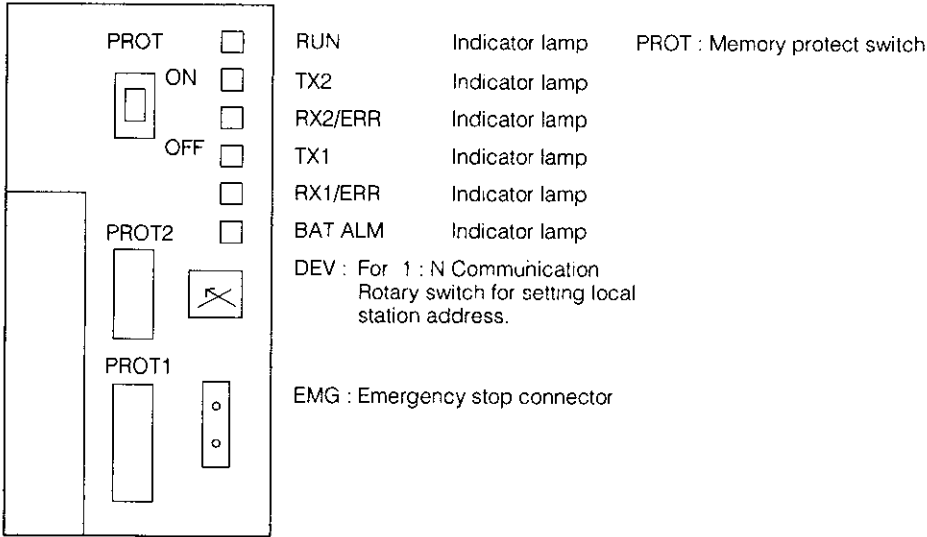 PROT RUN Indicator lamp PROT : Memory protect switch
ON TX2 Indicator lamp
RX2/ERR Indicator lamp
OFF TX1 Indicator lamp
RX1/ERR Indicator lamp
PROT2 BAT ALM Indicator lamp
DEV : For 1 : N Communication
Rotary switch for setting local
station address.
PROT1
EMG : Emergency stop connector